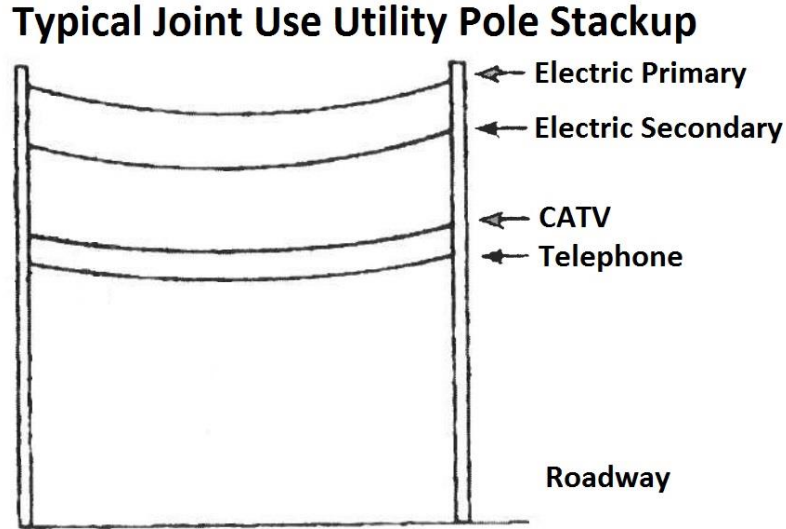 Typical Joint Use Utility Pole Stackup
Electric Primary
Electric Secondary
CATV
Telephone
Roadway